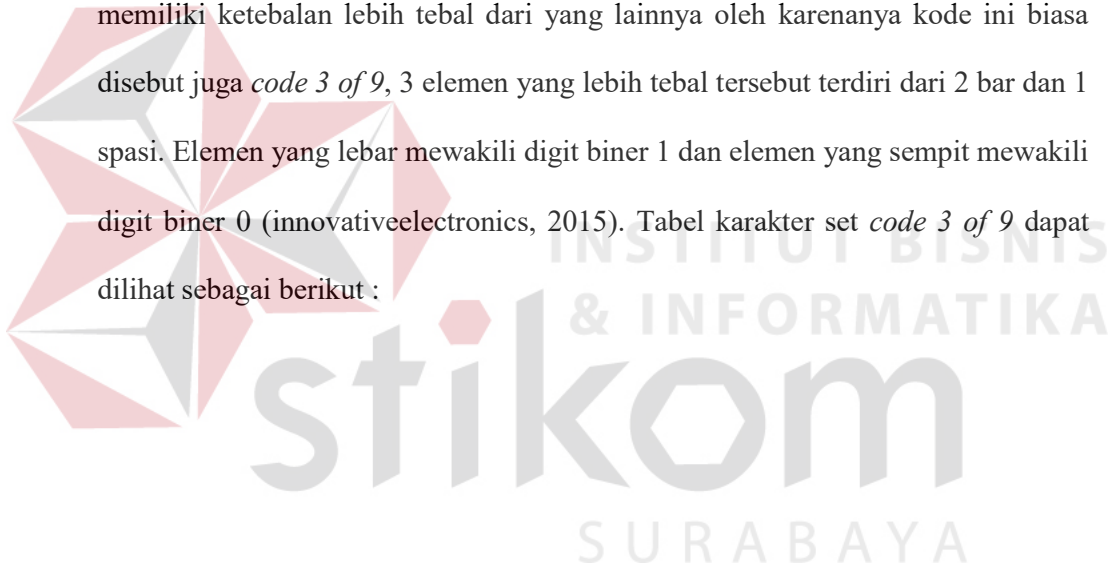 memiliki ketebalan lebih tebal dari yang lainnya oleh karenanya kode ini biasa
disebut juga code 3 of 9, 3 elemen yang lebih tebal tersebut terdiri dari 2 bar dan 1
spasi. Elemen yang lebar mewakili digit biner 1 dan elemen yang sempit mewakili
digit biner 0 (innovativeelectronics, 2015). Tabel karakter set code 3 of 9 dapat
dilihat sebagai berikut :
INSTITUT BISNIS
& INFORMATIKA
stikom
SURABAYA